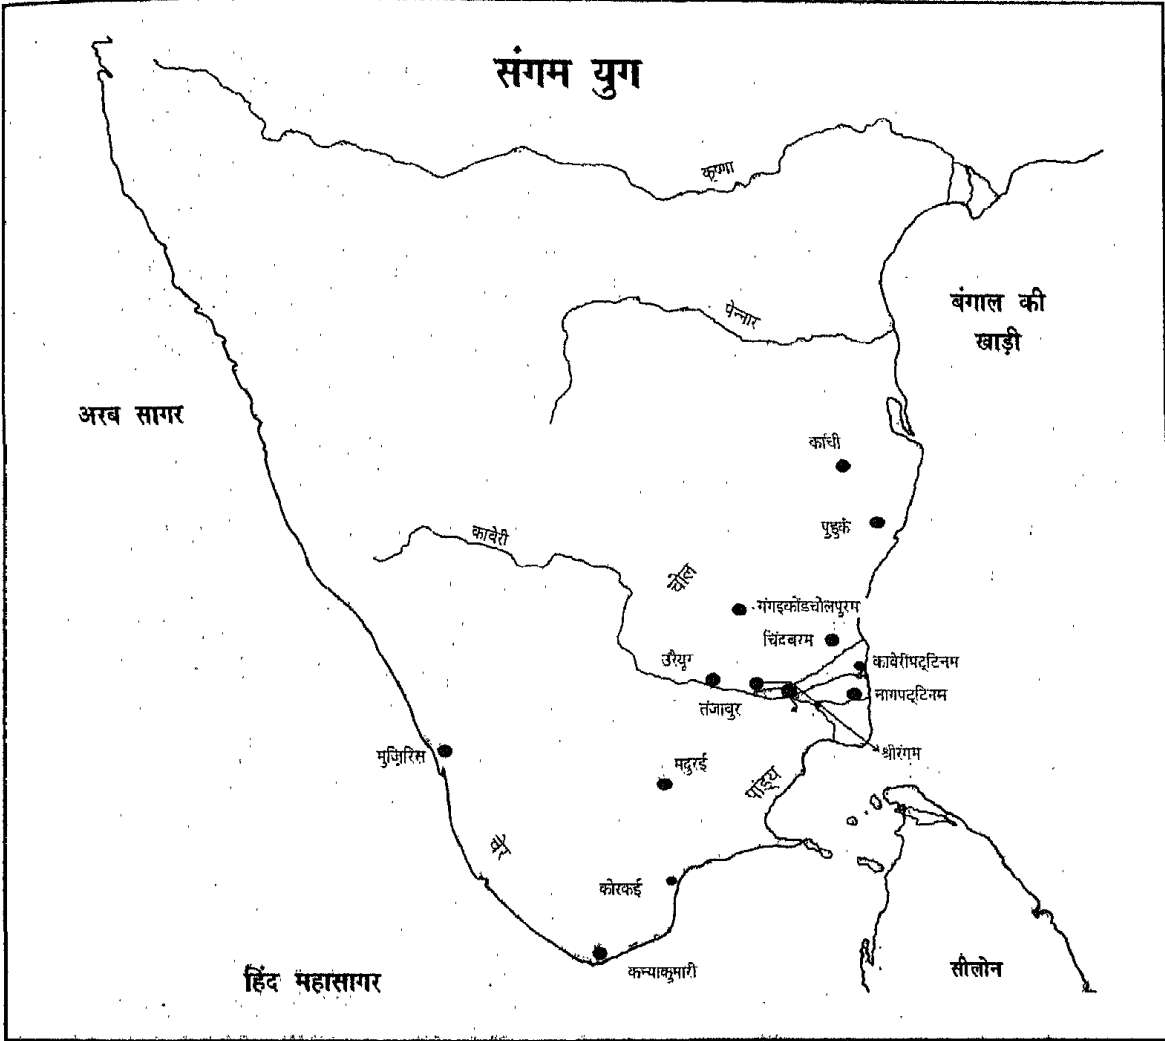 संगम युग
कृष्णा
बंगाल की
खाड़ी
पेन्नार
अरब सागर
कांची
पुडुके
कावेरी
चोल
गंगइकोंडचोलपुरम
चिंदबरम
उरैयूर
कावेरीपट्टिनम
नागपट्टिनम
तंजावुर
श्रीरंगम
मुज़िरिस
मदुरई
पांड्य
कोरकई
सीलोन
कन्याकुमारी
हिंद महासागर